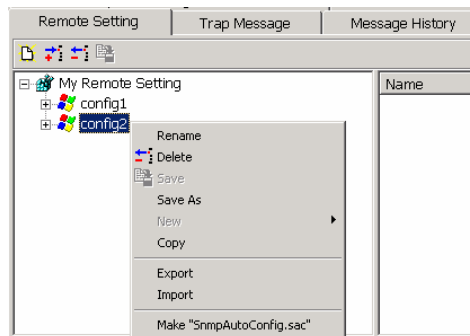 Remote Setting
Trap Message
Message History
My Remote Setting
Name
config1
config2
Rename
Delete
Save
Save As
New
Copy
Export
Import
Make "SnmpAutoConfig.sac"